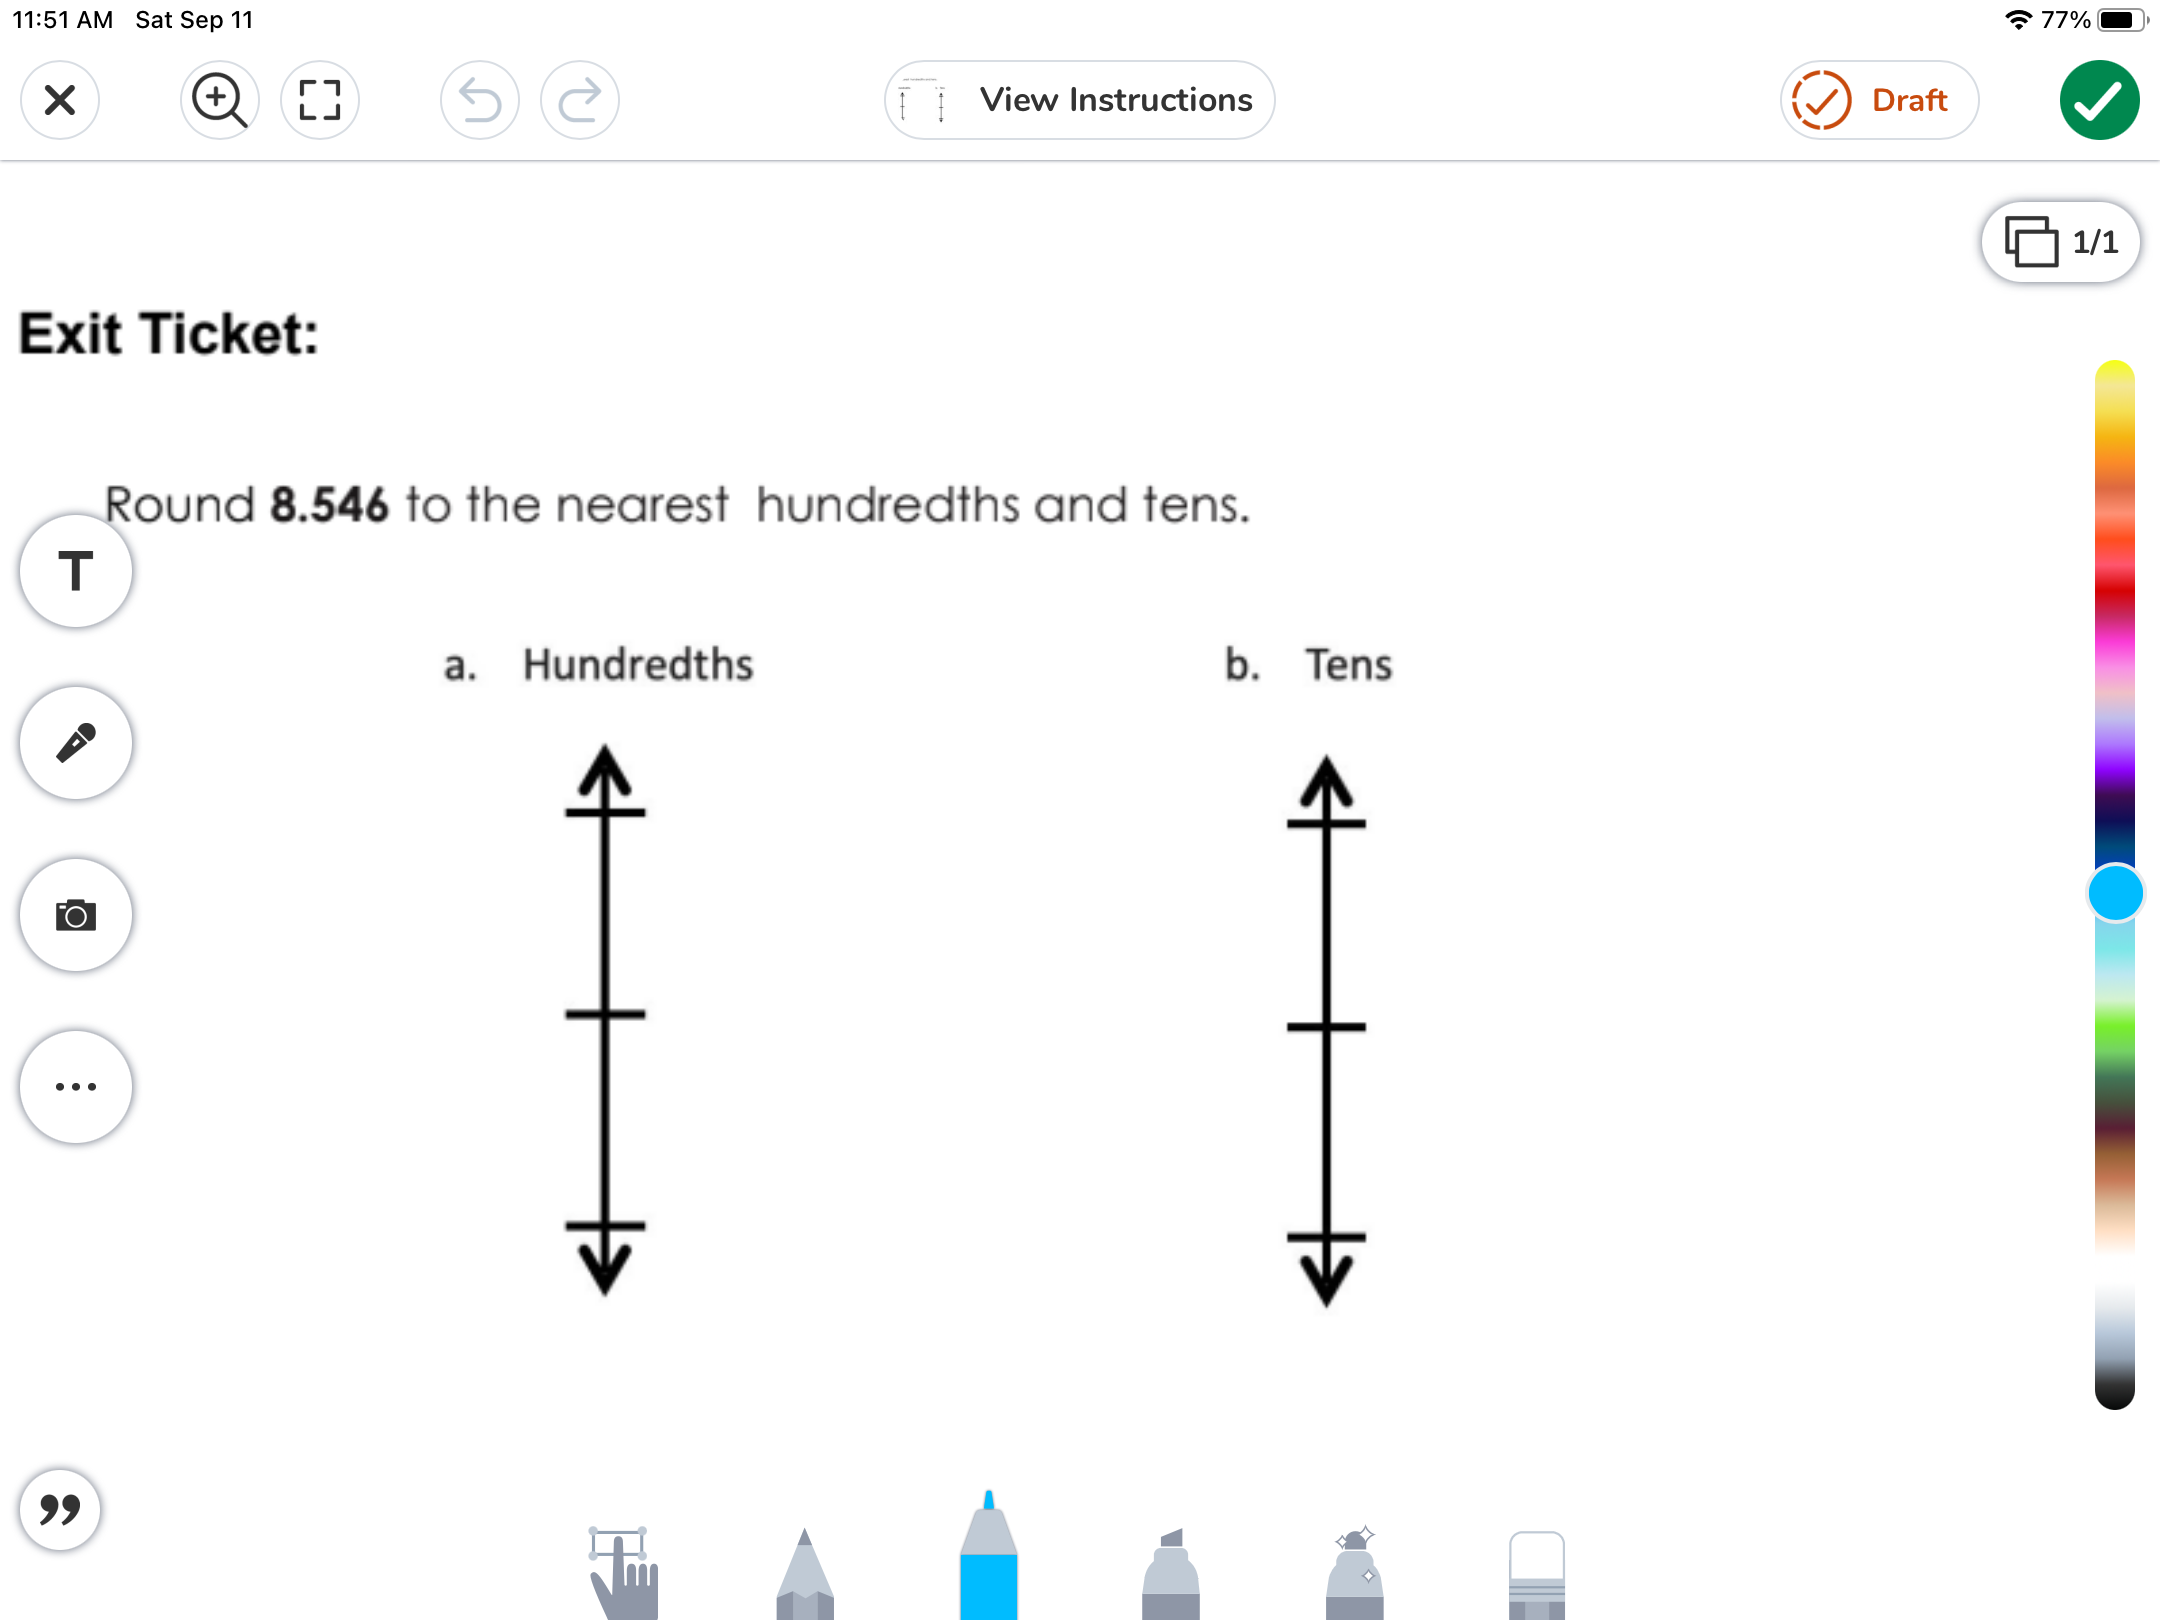 11:51 AM Sat Sep 11 77%
View Instructions
Draft
1/1
Exit Ticket:
Round 8.546 to the nearest hundredths and tens.
T
a. Hundredths b. Tens